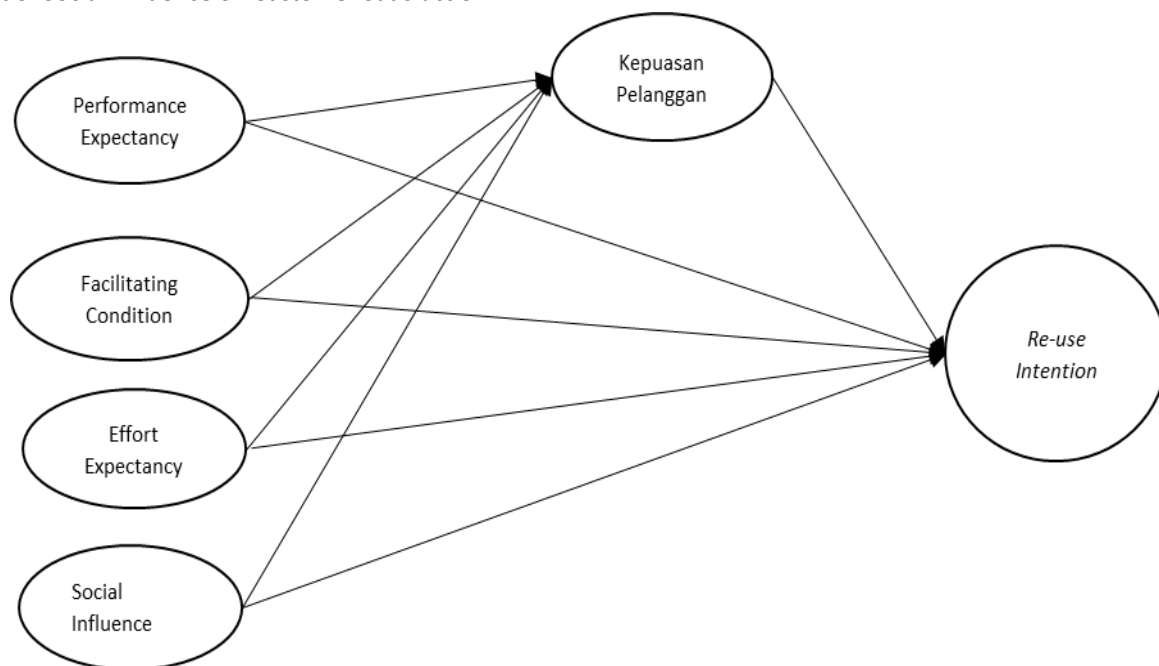 Kepuasan
Pelanggan
Performance
Expectancy
Facilitating
Condition
Re-use
Intention
Effort
Expectancy
Social
Influence